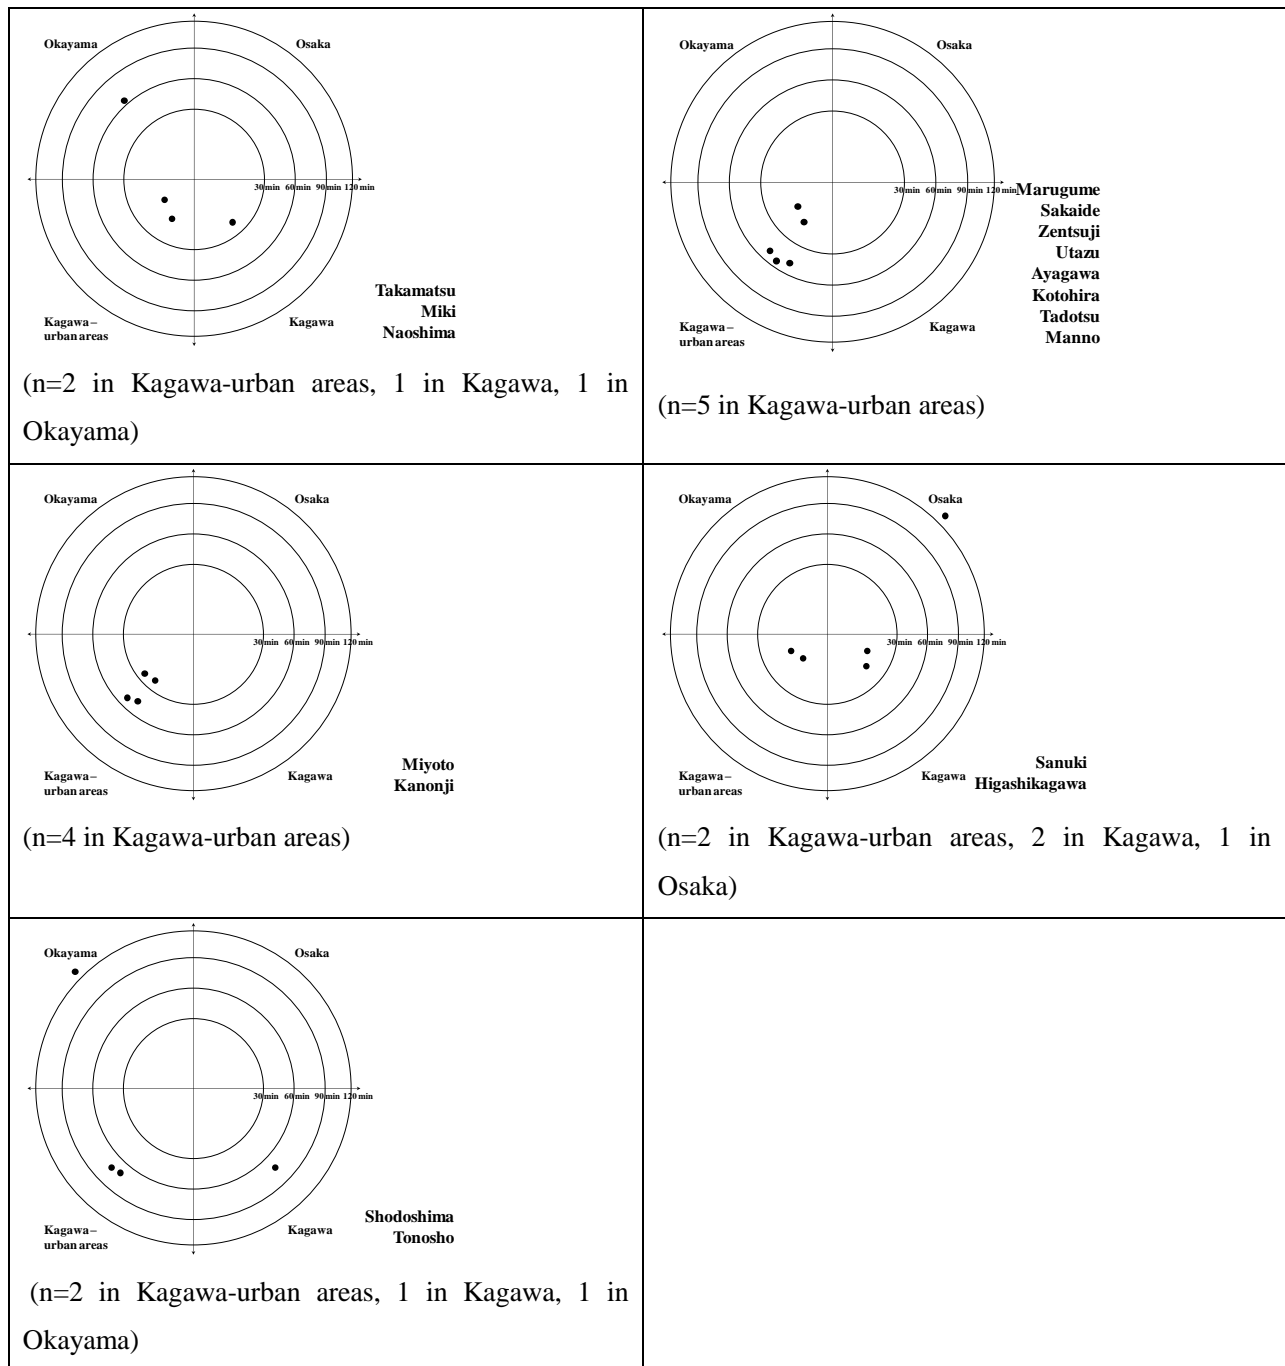 Okayama
Osaka
30 min 60 min 90 min 120 min
Kagawa –
urban areas
Kagawa
Takamatsu
Miki
Naoshima
(n=2 in Kagawa-urban areas, 1 in Kagawa, 1 in
Okayama)
Okayama
Osaka
30 min 60 min 90 min 120 min
Marugume
Sakaide
Zentsuji
Utazu
Ayagawa
Kotohira
Tadotsu
Manno
Kagawa –
urban areas
Kagawa
(n=5 in Kagawa-urban areas)
Okayama
Osaka
30 min 60 min 90 min 120 min
Kagawa –
urban areas
Kagawa
Miyoto
Kanonji
(n=4 in Kagawa-urban areas)
Okayama
Osaka
30 min 60 min 90 min 120 min
Kagawa –
urban areas
Kagawa
Sanuki
Higashikagawa
(n=2 in Kagawa-urban areas, 2 in Kagawa, 1 in
Osaka)
Okayama
Osaka
30 min 60 min 90 min 120 min
Kagawa –
urban areas
Kagawa
Shodoshima
Tonosho
(n=2 in Kagawa-urban areas, 1 in Kagawa, 1 in
Okayama)